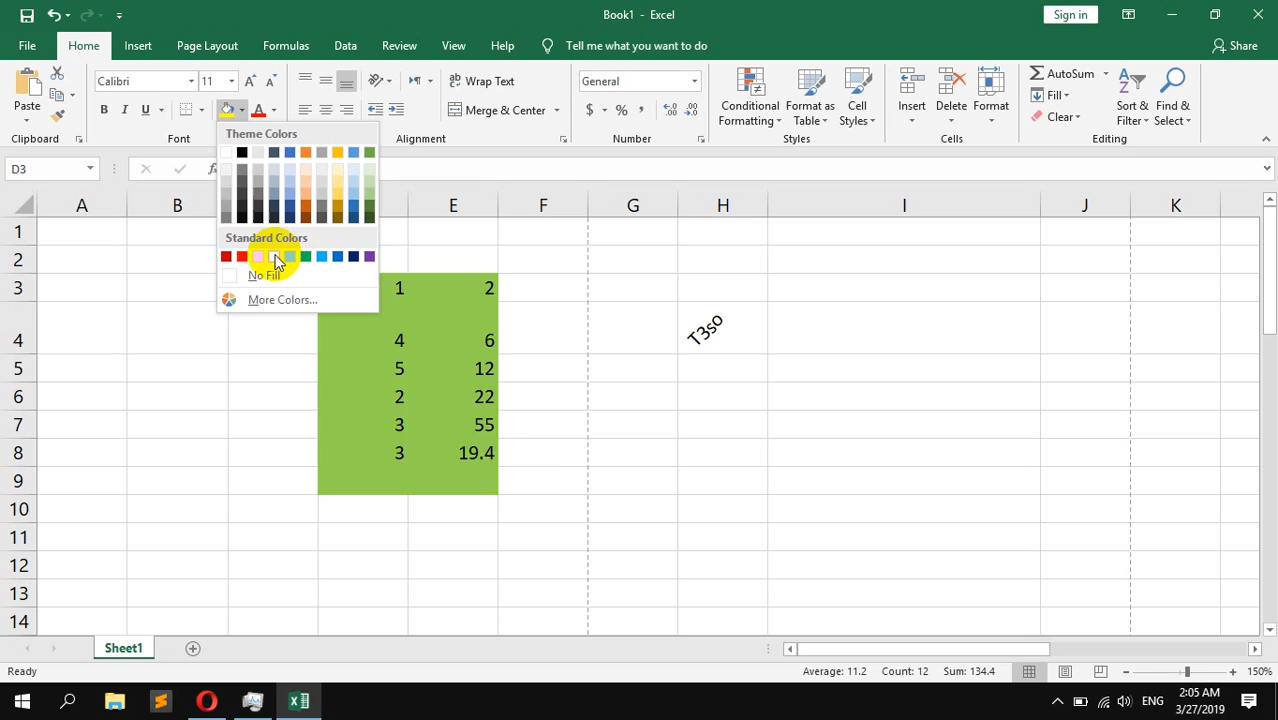 Book1 - Excel
Sign in
File Home Insert Page Layout Formulas Data Review View Help Tell me what you want to do Share
Paste
Clipboard
Calibri 11
B I U
A
Font
Wrap Text
Merge & Center
Alignment
General
$ % , .00
Number
Conditional Formatting
Format as Table
Cell Styles
Styles
Insert
Delete
Format
Cells
AutoSum
Fill
Clear
Sort & Filter
Find & Select
Editing
D3
Theme Colors
Standard Colors
No Fill
More Colors...
A B E F G H I J K
1
2
3 1 2
4 4 6 T3so
5 5 12
6 2 22
7 3 55
8 3 19.4
9
10
11
12
13
14
Sheet1
Ready
Average: 11.2 Count: 12 Sum: 134.4
150%
ENG
2:05 AM
3/27/2019